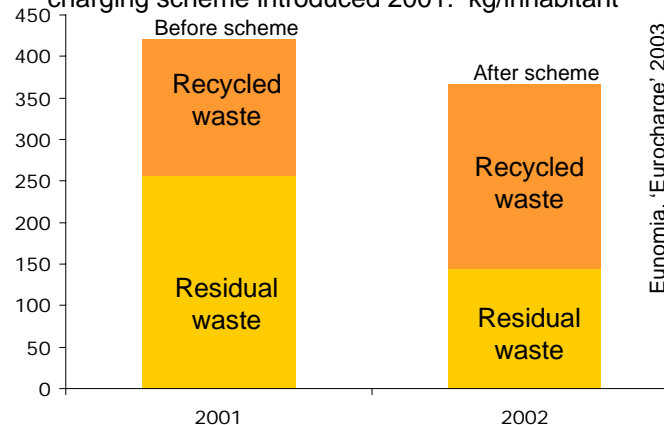 charging scheme introduced 2001: kg/inhabitant
450
400
350
300
250
200
150
100
50
0
Before scheme
Recycled
waste
Residual
waste
After scheme
Recycled
waste
Residual
waste
2001
2002
Eunomia, ‘Eurocharge’ 2003